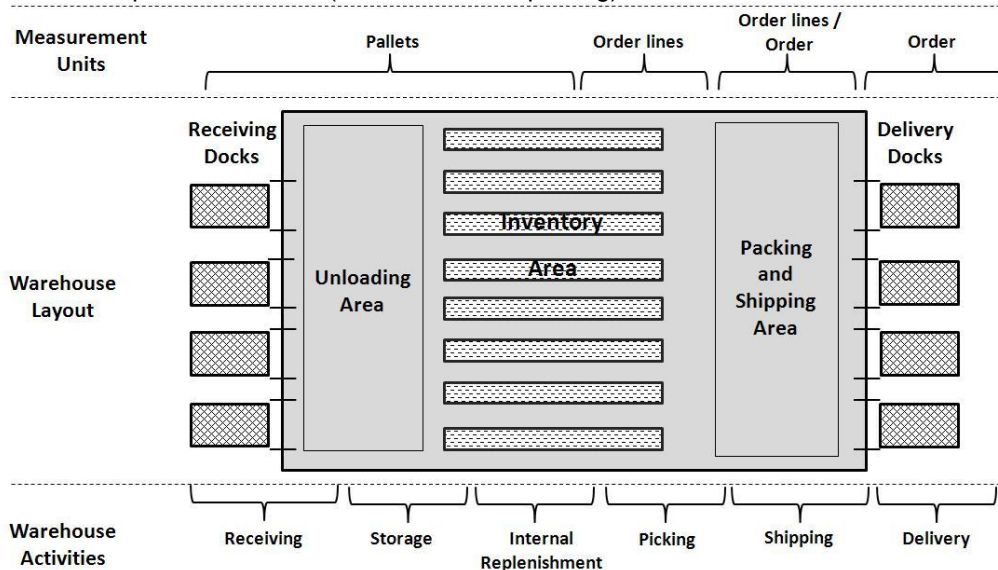 Measurement
Units
Pallets
Order lines
Order lines /
Order
Order
Receiving
Docks
Delivery
Docks
Inventory
Area
Unloading
Area
Packing
and
Shipping
Area
Warehouse
Layout
Receiving
Storage
Internal
Replenishment
Picking
Shipping
Delivery
Warehouse
Activities